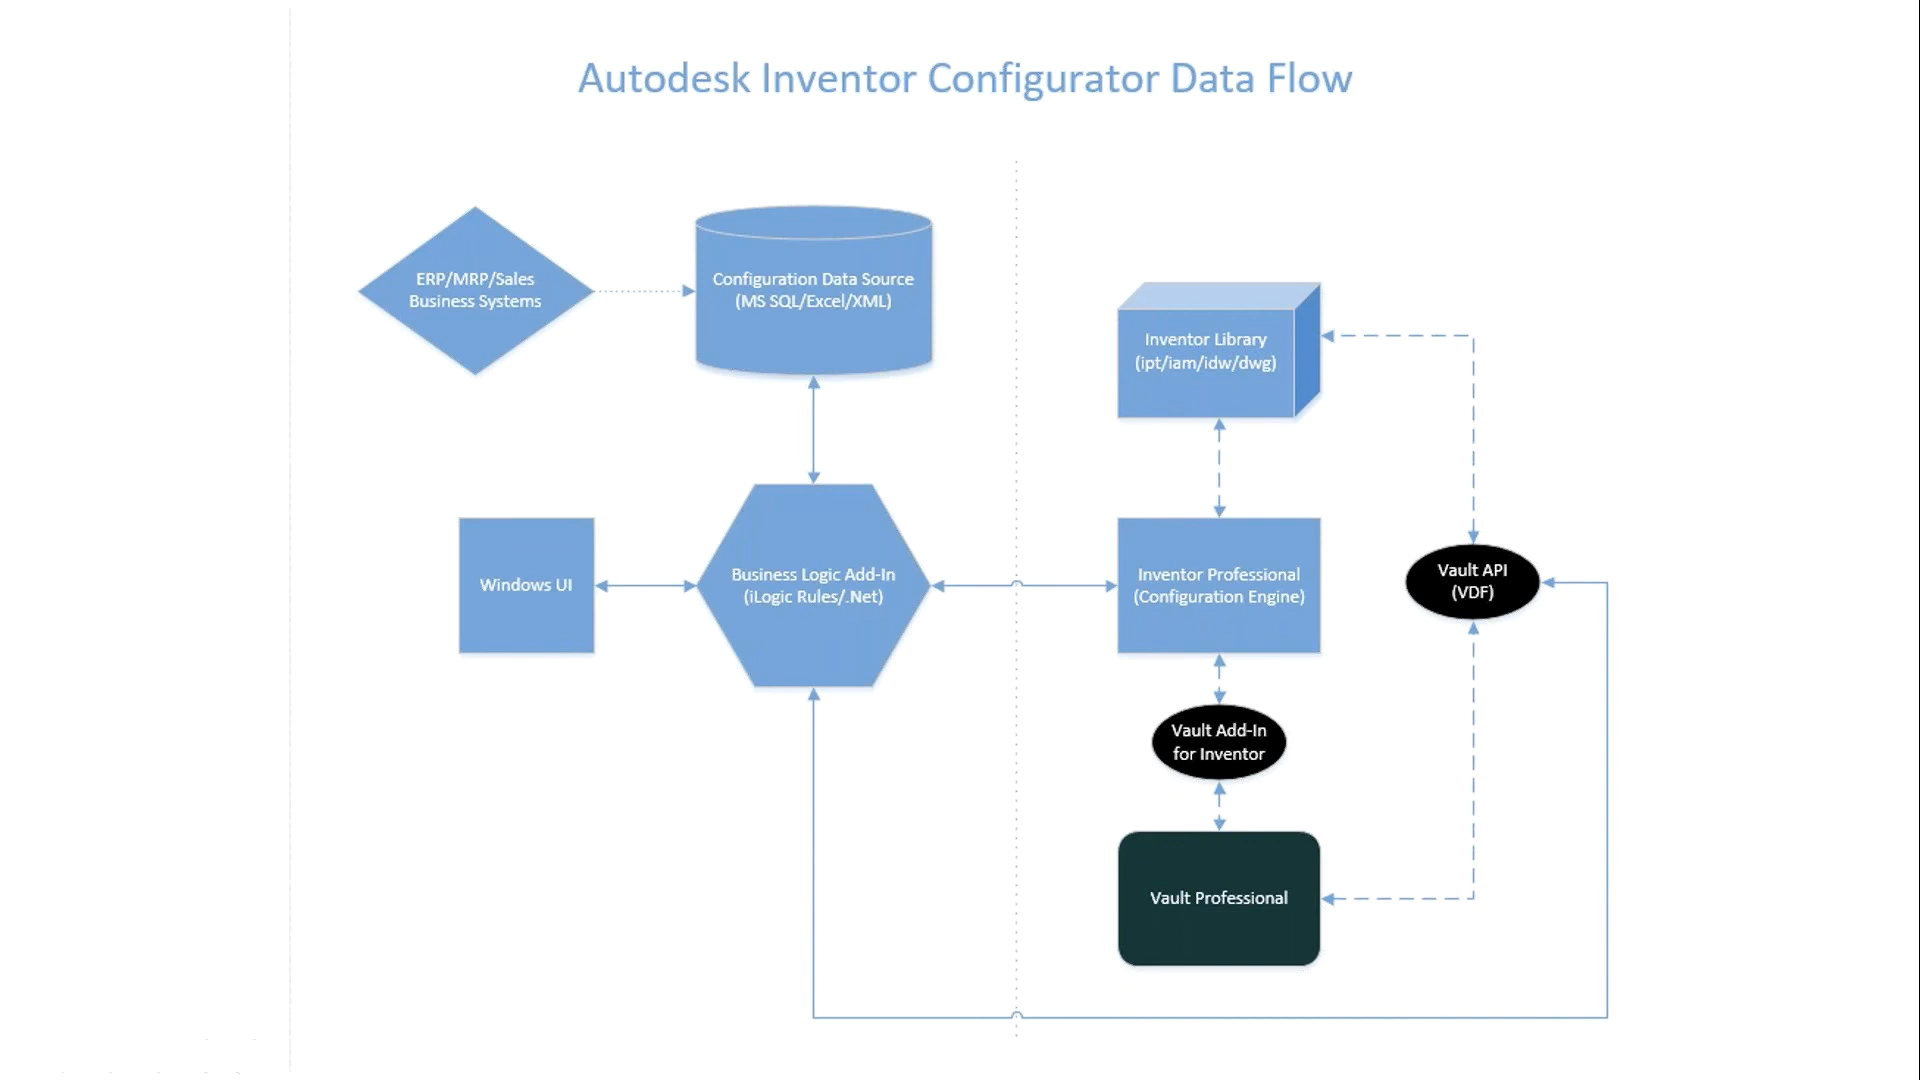 Autodesk Inventor Configurator Data Flow
ERP/MRP/Sales
Business Systems
Configuration Data Source
(MS SQL/Excel/XML)
Inventor Library
(ipt/iam/idw/dwg)
Windows UI
Business Logic Add-In
(iLogic Rules/.Net)
Inventor Professional
(Configuration Engine)
Vault API
(VDF)
Vault Add-In
for Inventor
Vault Professional